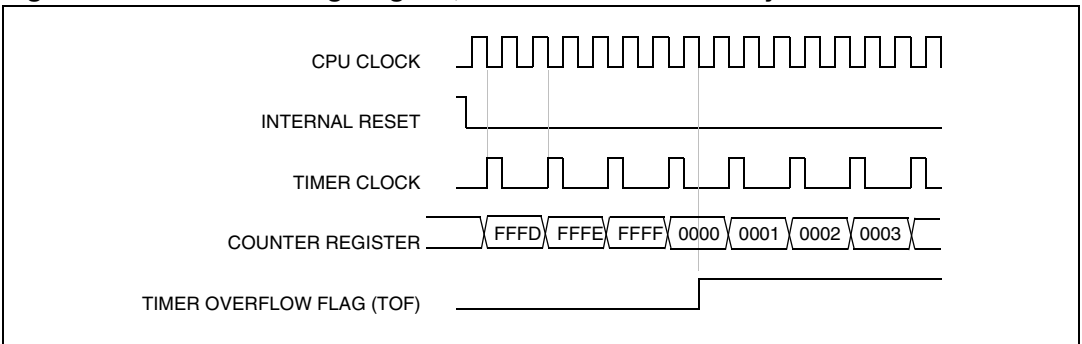 CPU CLOCK
INTERNAL RESET
TIMER CLOCK
COUNTER REGISTER FFFD FFFE FFFF 0000 0001 0002 0003
TIMER OVERFLOW FLAG (TOF)